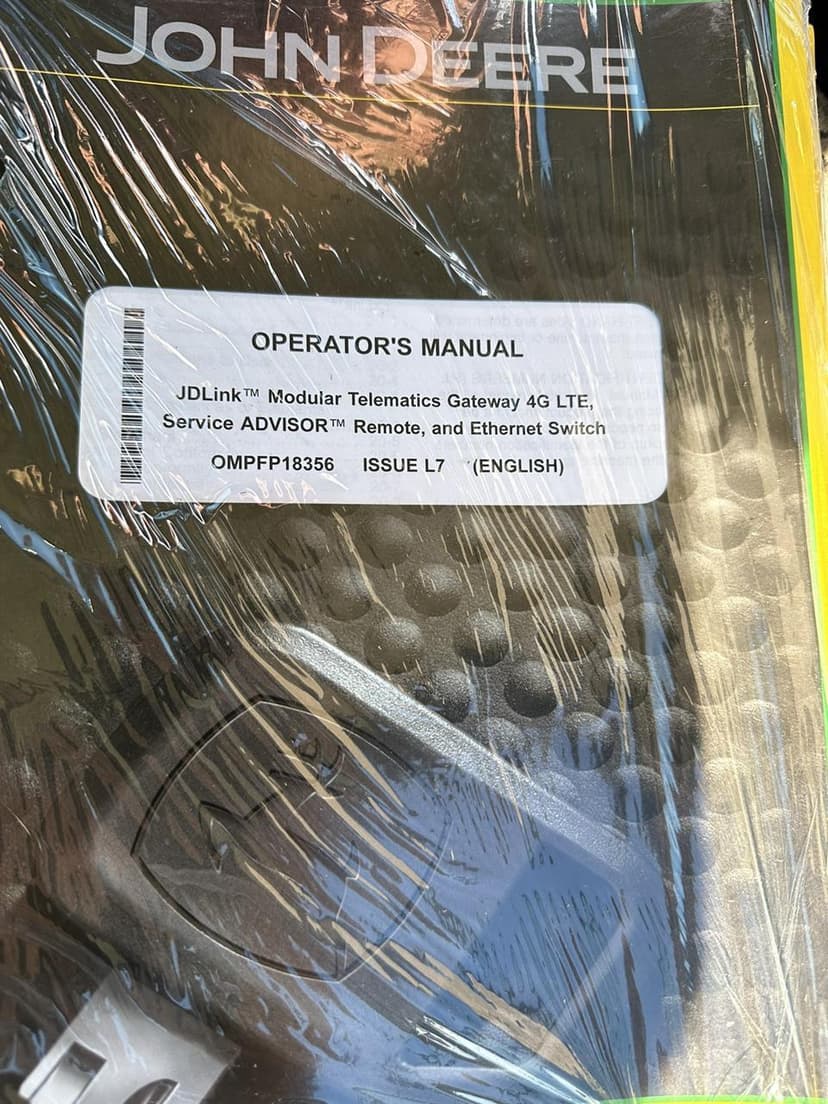 JOHN DEERE
OPERATOR'S MANUAL
JDLink™ Modular Telematics Gateway 4G LTE,
Service ADVISOR™ Remote, and Ethernet Switch
OMPFP18356 ISSUE L7 (ENGLISH)